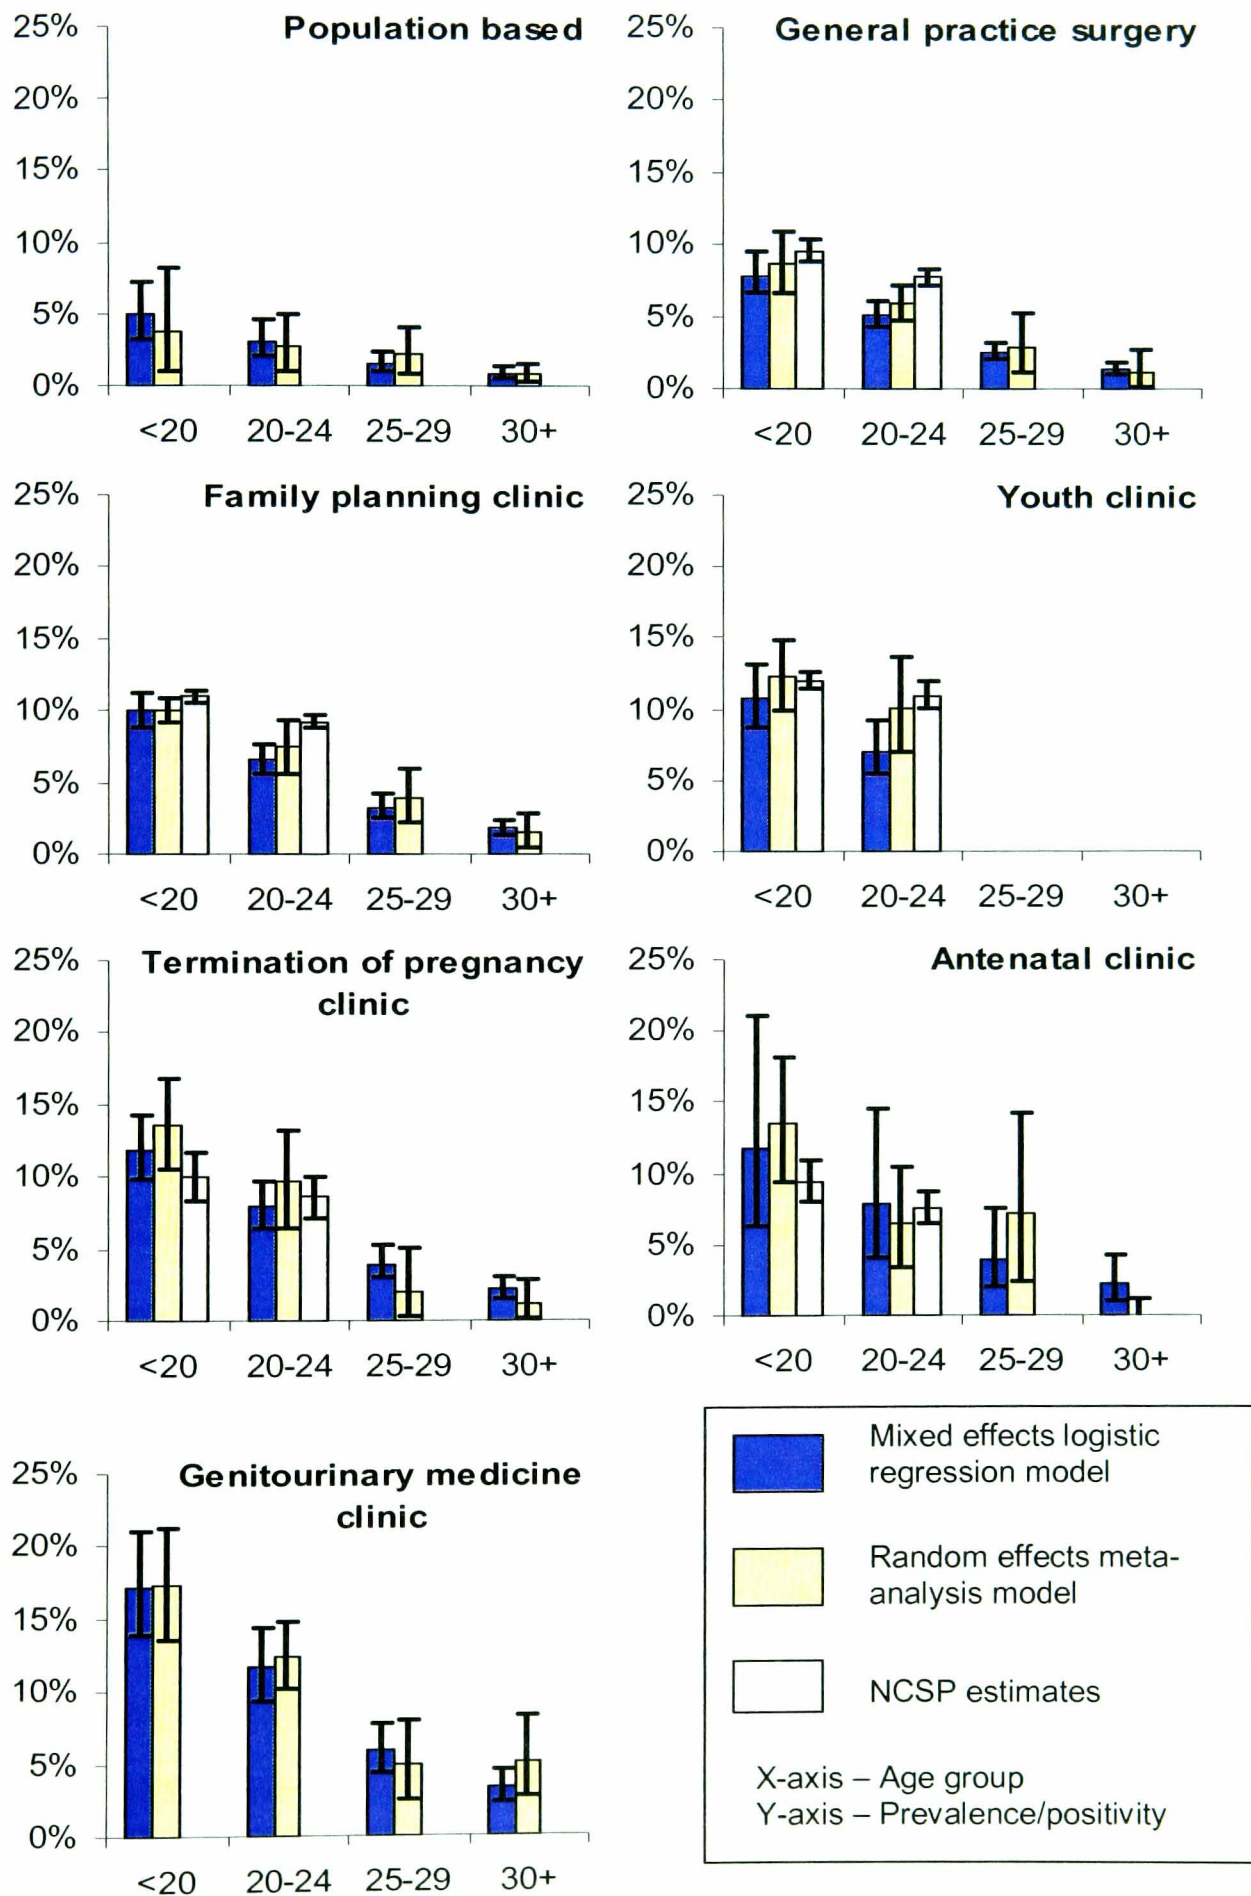 Population based
25%
20%
15%
10%
5%
0%
<20 20-24 25-29 30+
General practice surgery
25%
20%
15%
10%
5%
0%
<20 20-24 25-29 30+
Family planning clinic
25%
20%
15%
10%
5%
0%
<20 20-24 25-29 30+
Youth clinic
25%
20%
15%
10%
5%
0%
<20 20-24 25-29 30+
Termination of pregnancy
clinic
25%
20%
15%
10%
5%
0%
<20 20-24 25-29 30+
Antenatal clinic
25%
20%
15%
10%
5%
0%
<20 20-24 25-29 30+
Genitourinary medicine
clinic
25%
20%
15%
10%
5%
0%
<20 20-24 25-29 30+
Mixed effects logistic
regression model
Random effects meta-
analysis model
NCSP estimates
X-axis – Age group
Y-axis – Prevalence/positivity